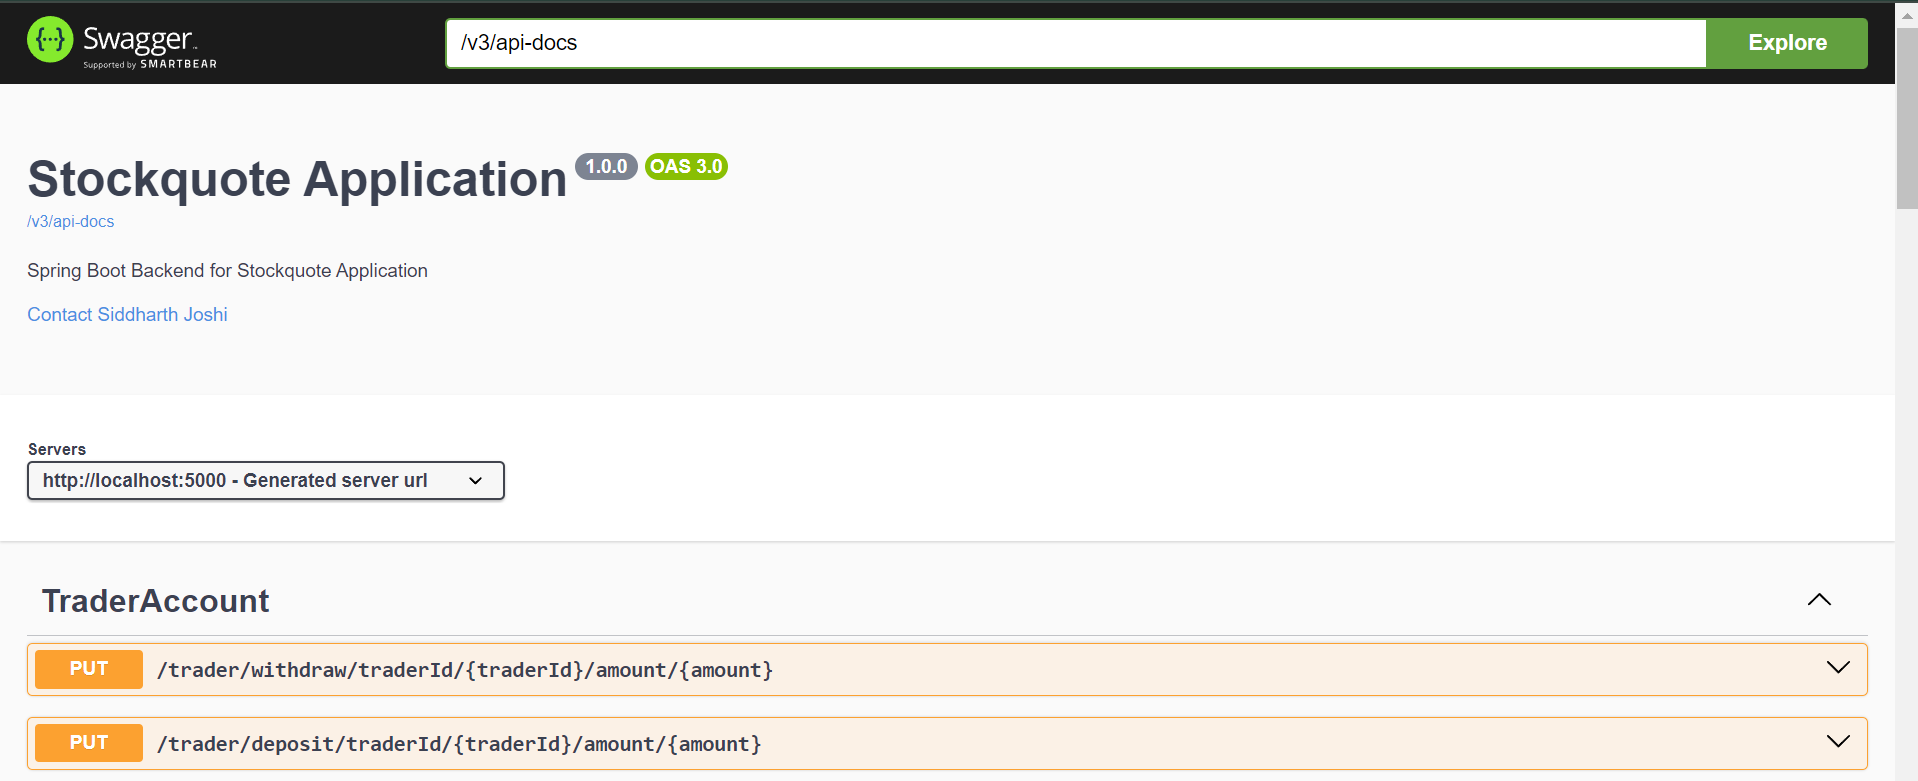 {...} Swagger™
Supported by SMARTBEAR
/v3/api-docs
Explore
Stockquote Application 1.0.0 OAS 3.0
/v3/api-docs
Spring Boot Backend for Stockquote Application
Contact Siddharth Joshi
Servers
http://localhost:5000 - Generated server url
TraderAccount
PUT /trader/withdraw/traderId/{traderId}/amount/{amount}
PUT /trader/deposit/traderId/{traderId}/amount/{amount}